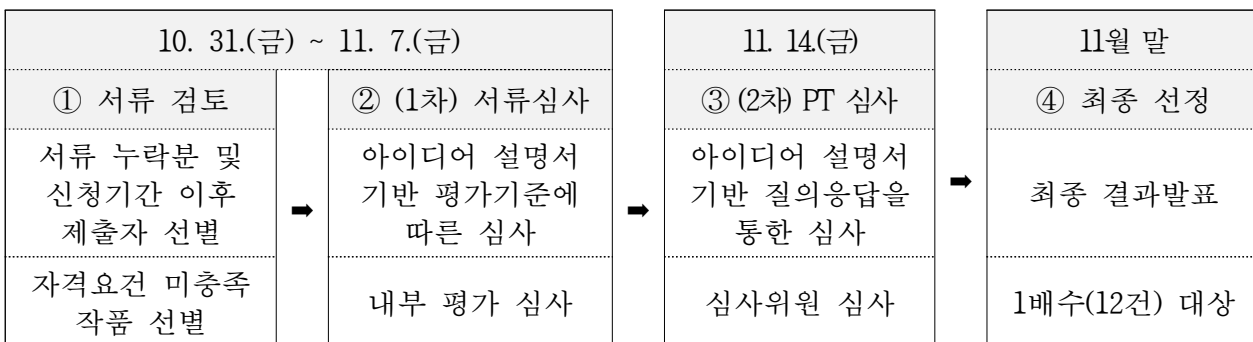 10. 31.(금) ~ 11. 7.(금)
11. 14.(금)
11월 말
① 서류 검토
② (1차) 서류심사
③ (2차) PT 심사
④ 최종 선정
서류 누락분 및
신청기간 이후
제출자 선별
➡
아이디어 설명서
기반 평가기준에
따른 심사
➡
아이디어 설명서
기반 질의응답을
통한 심사
➡
최종 결과발표
자격요건 미충족
작품 선별
내부 평가 심사
심사위원 심사
1배수(12건) 대상